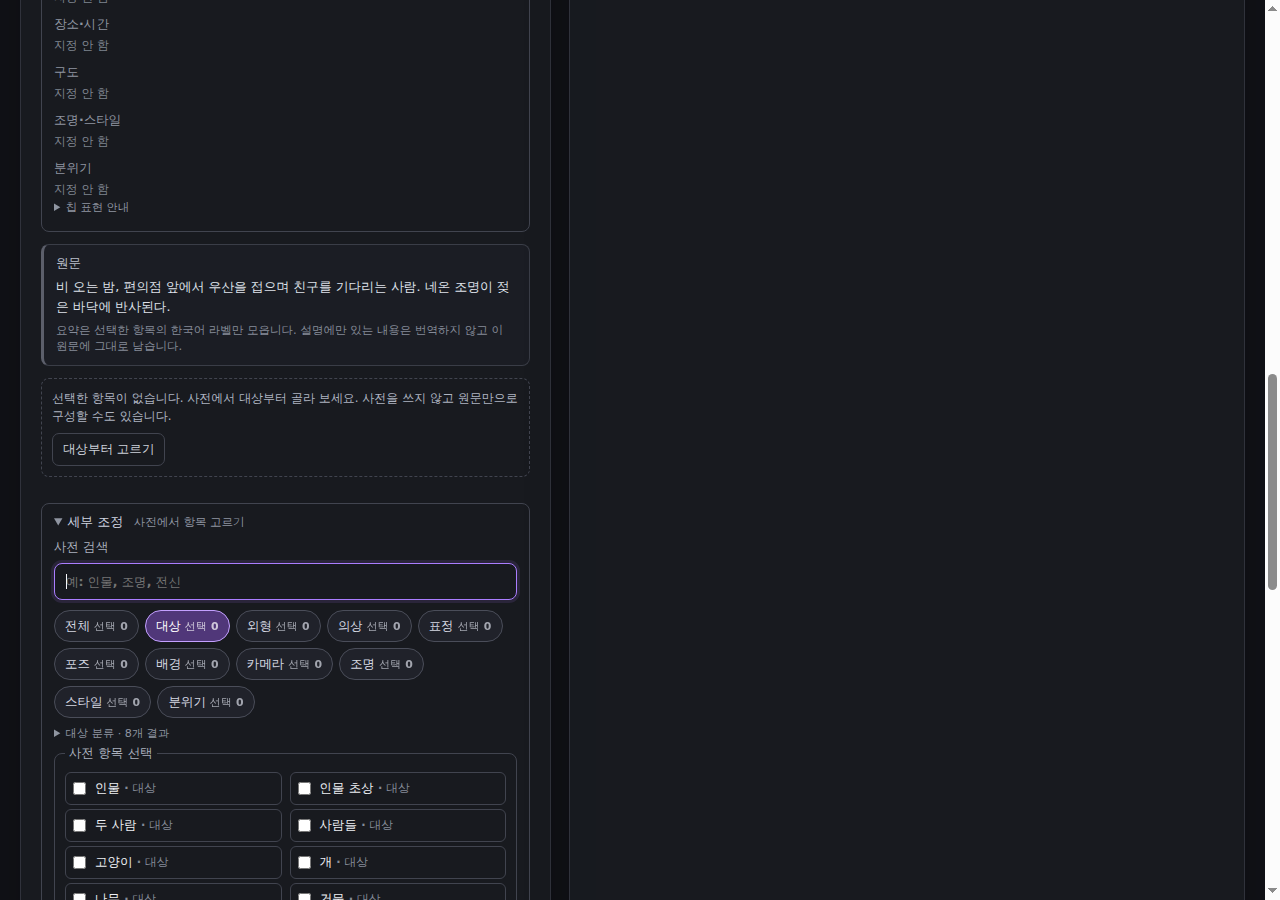 장소·시간
지정 안 함
구도
지정 안 함
조명·스타일
지정 안 함
분위기
지정 안 함
▶ 칩 표현 안내
원문
비 오는 밤, 편의점 앞에서 우산을 접으며 친구를 기다리는 사람. 네온 조명이 젖
은 바닥에 반사된다.
요약은 선택한 항목의 한국어 라벨만 모읍니다. 설명에만 있는 내용은 번역하지 않고 이
원문에 그대로 남습니다.
선택한 항목이 없습니다. 사전에서 대상부터 골라 보세요. 사전을 쓰지 않고 원문만으로
구성할 수도 있습니다.
대상부터 고르기
▼ 세부 조정 사전에서 항목 고르기
사전 검색
예: 인물, 조명, 전신
전체 선택 0 대상 선택 0 외형 선택 0 의상 선택 0 표정 선택 0
포즈 선택 0 배경 선택 0 카메라 선택 0 조명 선택 0
스타일 선택 0 분위기 선택 0
▶ 대상 분류 · 8개 결과
사전 항목 선택
인물 · 대상 인물 초상 · 대상
두 사람 · 대상 사람들 · 대상
고양이 · 대상 개 · 대상
나무 · 대상 건물 · 대상